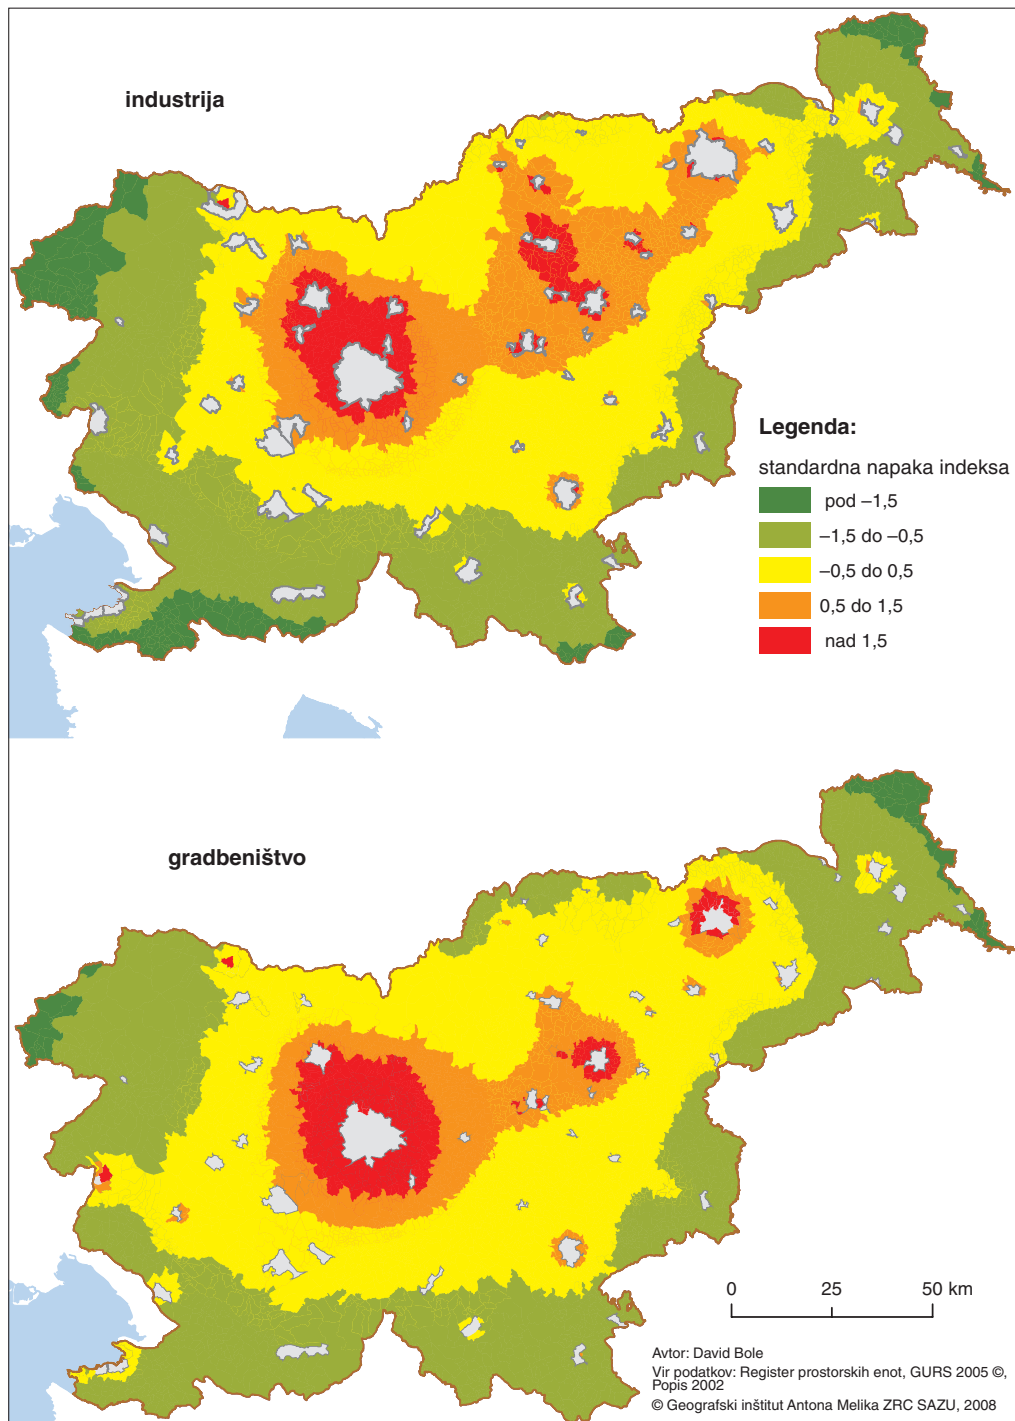 industrija
Legenda:
standardna napaka indeksa
pod –1,5
–1,5 do –0,5
–0,5 do 0,5
0,5 do 1,5
nad 1,5
gradbeništvo
0 25 50 km
Avtor: David Bole
Vir podatkov: Register prostorskih enot, GURS 2005 ©,
Popis 2002
© Geografski inštitut Antona Melika ZRC SAZU, 2008